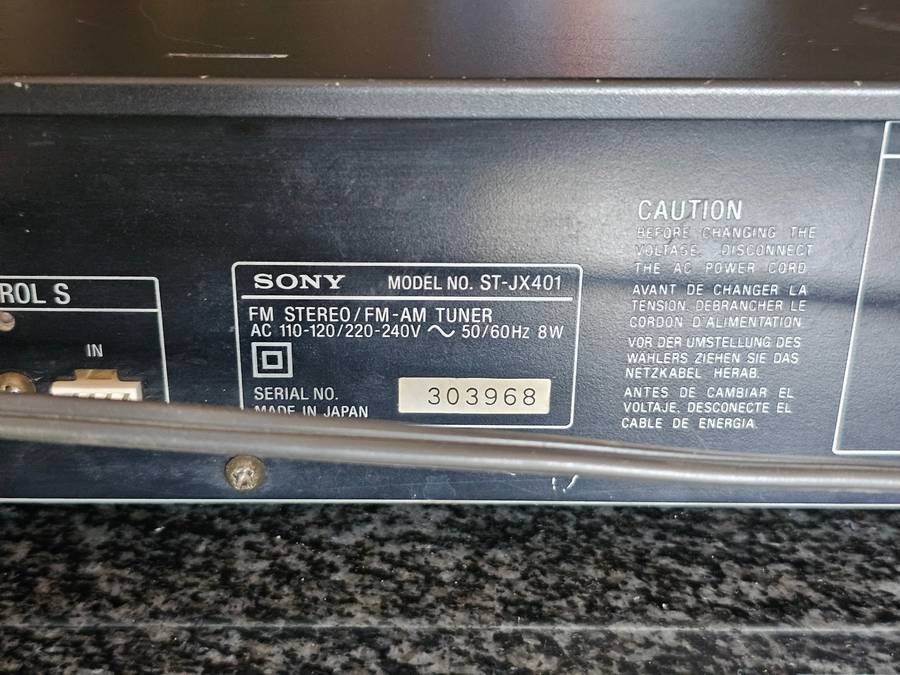 ROL S
IN
SONY MODEL NO. ST-JX401
FM STEREO/FM-AM TUNER
AC 110-120/220-240V ~ 50/60Hz 8W
SERIAL NO. 303968
MADE IN JAPAN
CAUTION
BEFORE CHANGING THE
VOLTAGE DISCONNECT
THE AC POWER CORD
AVANT DE CHANGER LA
TENSION DEBRANCHER LE
CORDON D'ALIMENTATION
VOR DER UMSTELLUNG DES
WÄHLERS ZIEHEN SIE DAS
NETZKABEL HERAB.
ANTES DE CAMBIAR EL
VOLTAJE, DESCONECTE EL
CABLE DE ENERGIA.